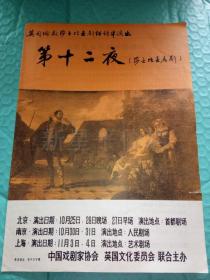 英国伦敦莎士比亚剧团访华演出
第十二夜（莎士比亚名剧）
北京·演出日期：10月25日、26日晚场 27日早场 演出地点：首都剧场
南京·演出日期：10月30日·31日 演出地点：人民剧场
上海·演出日期：11月3日·4日 演出地点：艺术剧场
中国戏剧家协会 英国文化委员会 联合主办